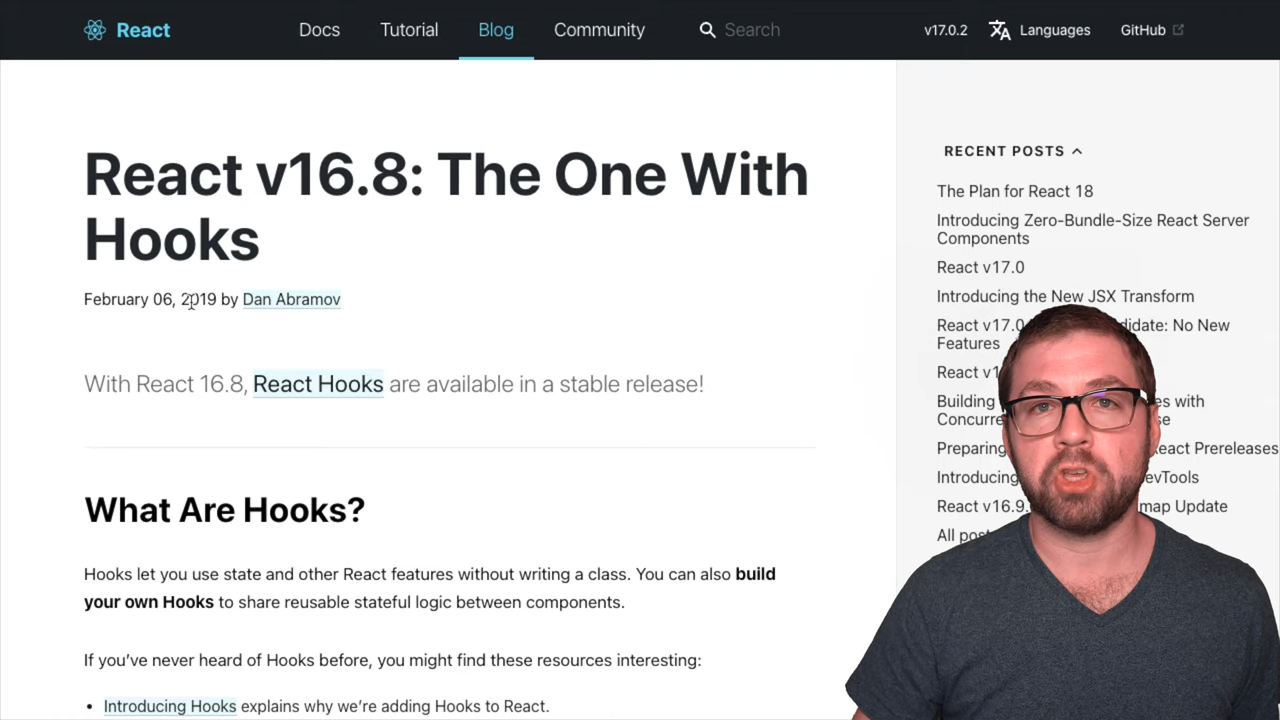 React
Docs
Tutorial
Blog
Community
Search
v17.0.2
Languages
GitHub
React v16.8: The One With
Hooks
February 06, 2019 by Dan Abramov
With React 16.8, React Hooks are available in a stable release!
What Are Hooks?
Hooks let you use state and other React features without writing a class. You can also build
your own Hooks to share reusable stateful logic between components.
If you’ve never heard of Hooks before, you might find these resources interesting:
• Introducing Hooks explains why we’re adding Hooks to React.
RECENT POSTS
The Plan for React 18
Introducing Zero-Bundle-Size React Server
Components
React v17.0
Introducing the New JSX Transform
React v17.0 No New
Features
React
Building with
Preparing React Prereleases
Introducing
React v16.9 Update
All